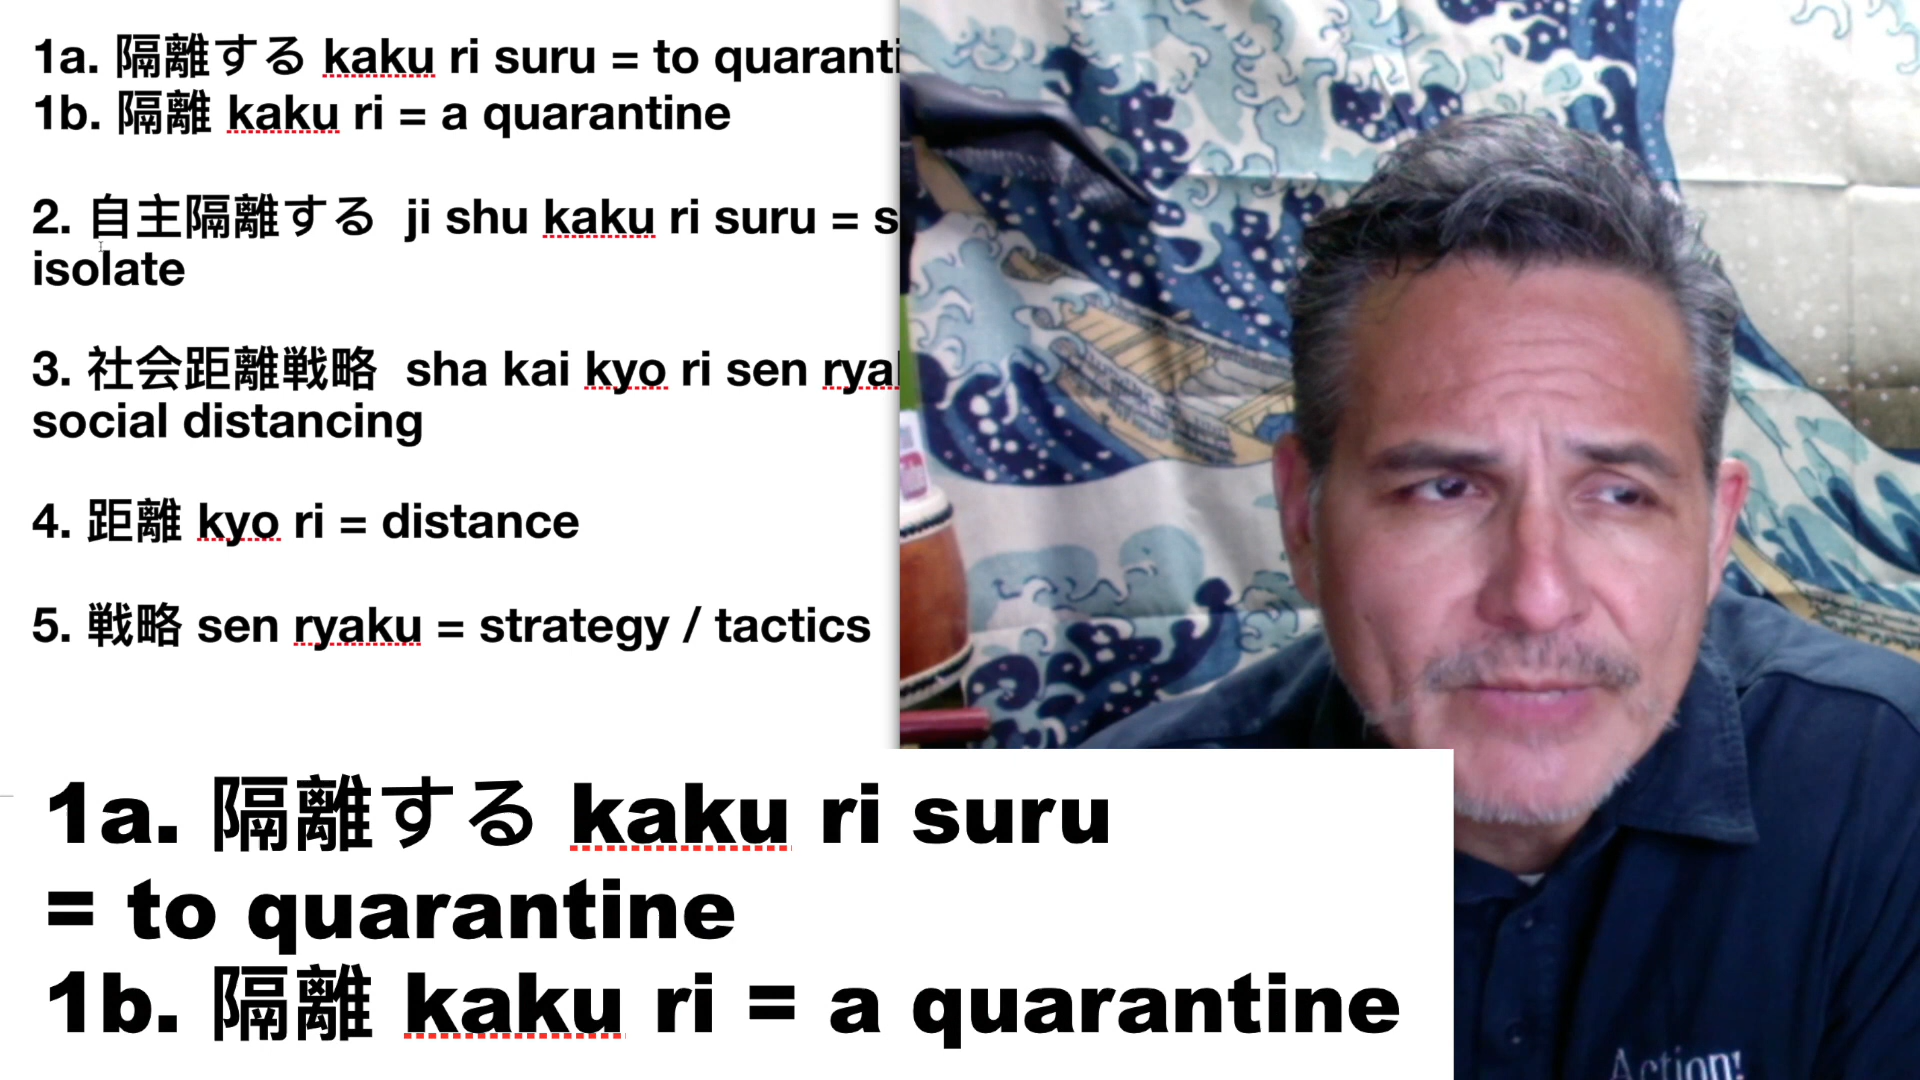 1a. 隔離する kaku ri suru = to quaranti
1b. 隔離 kaku ri = a quarantine
2. 自主隔離する ji shu kaku ri suru = s
isolate
3. 社会距離戦略 sha kai kyo ri sen rya
social distancing
4. 距離 kyo ri = distance
5. 戦略 sen ryaku = strategy / tactics
1a. 隔離する kaku ri suru
= to quarantine
1b. 隔離 kaku ri = a quarantine
Action!